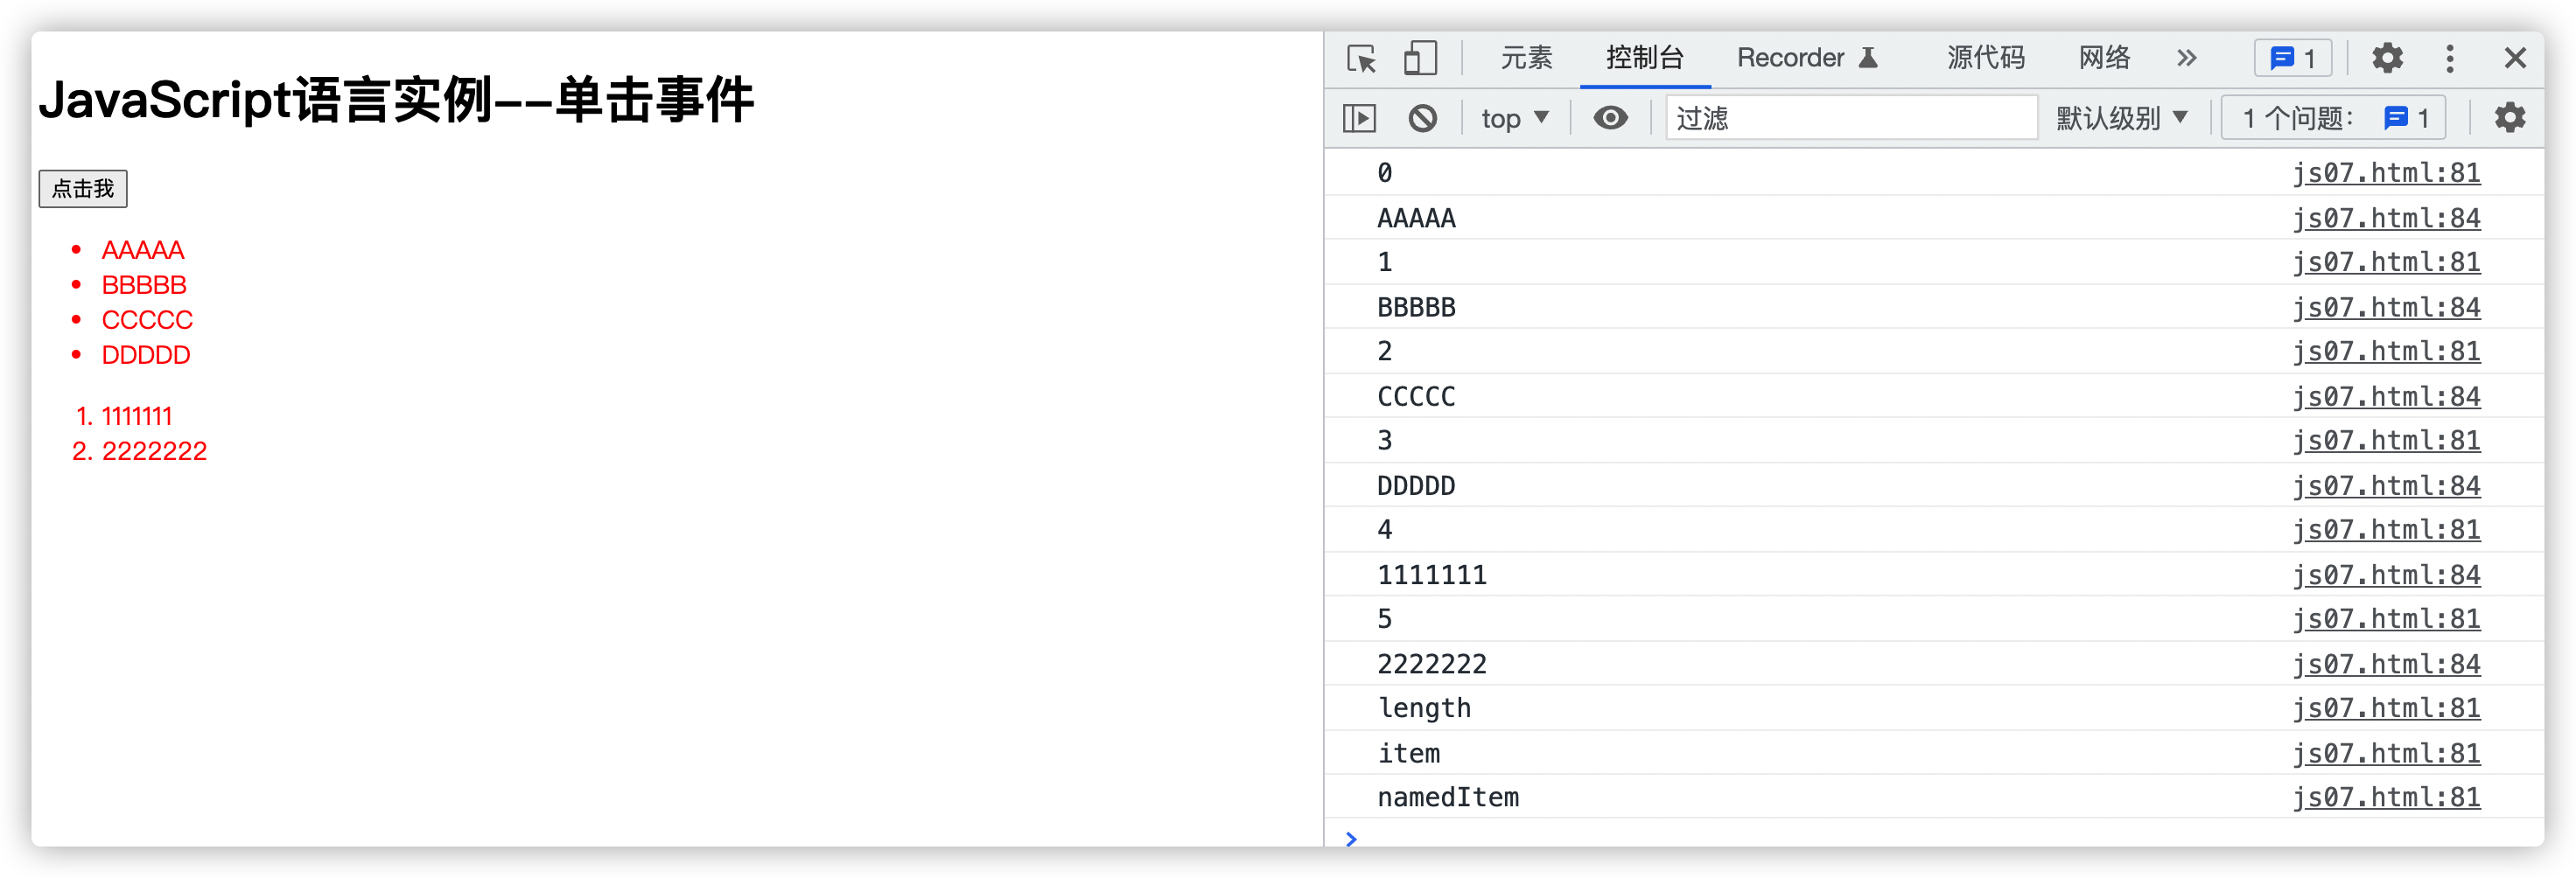 JavaScript语言实例--单击事件
点击我
• AAAAA
• BBBBB
• CCCCC
• DDDDD
1. 1111111
2. 2222222
元素 控制台 Recorder 源代码 网络 » 1
top ▼ 过滤 默认级别 ▼ 1 个问题： 1
0 js07.html:81
AAAAA js07.html:84
1 js07.html:81
BBBBB js07.html:84
2 js07.html:81
CCCCC js07.html:84
3 js07.html:81
DDDDD js07.html:84
4 js07.html:81
1111111 js07.html:84
5 js07.html:81
2222222 js07.html:84
length js07.html:81
item js07.html:81
namedItem js07.html:81